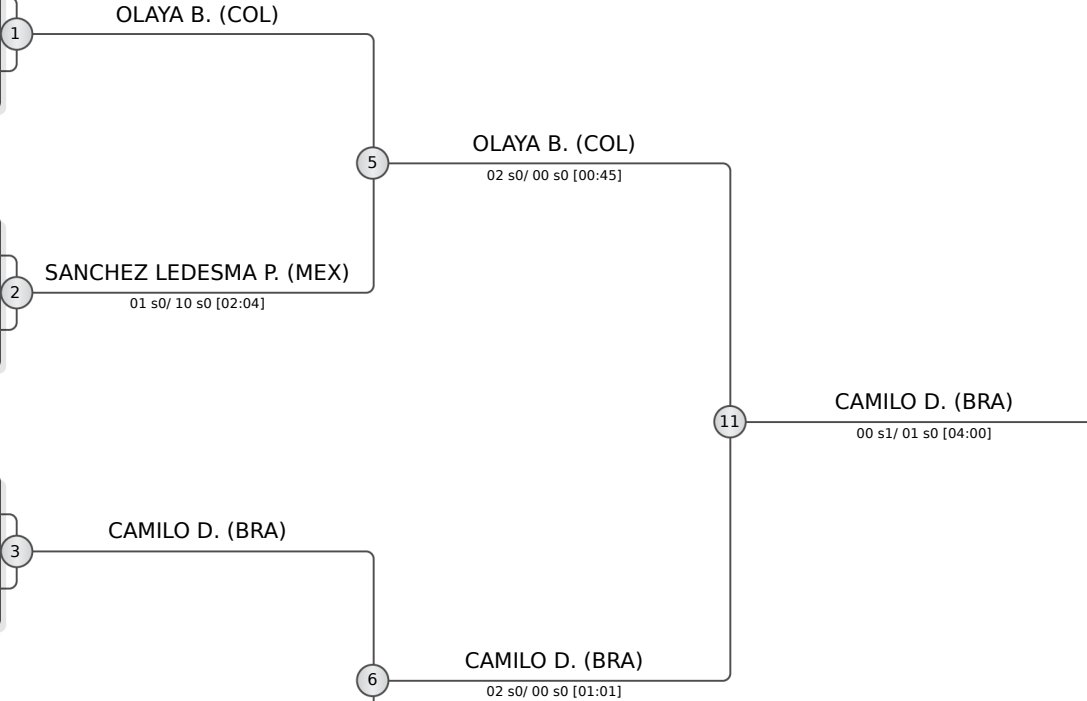 OLAYA B. (COL)
1
OLAYA B. (COL)
5
02 s0/ 00 s0 [00:45]
SANCHEZ LEDESMA P. (MEX)
2
01 s0/ 10 s0 [02:04]
CAMILO D. (BRA)
11
00 s1/ 01 s0 [04:00]
CAMILO D. (BRA)
3
CAMILO D. (BRA)
6
02 s0/ 00 s0 [01:01]